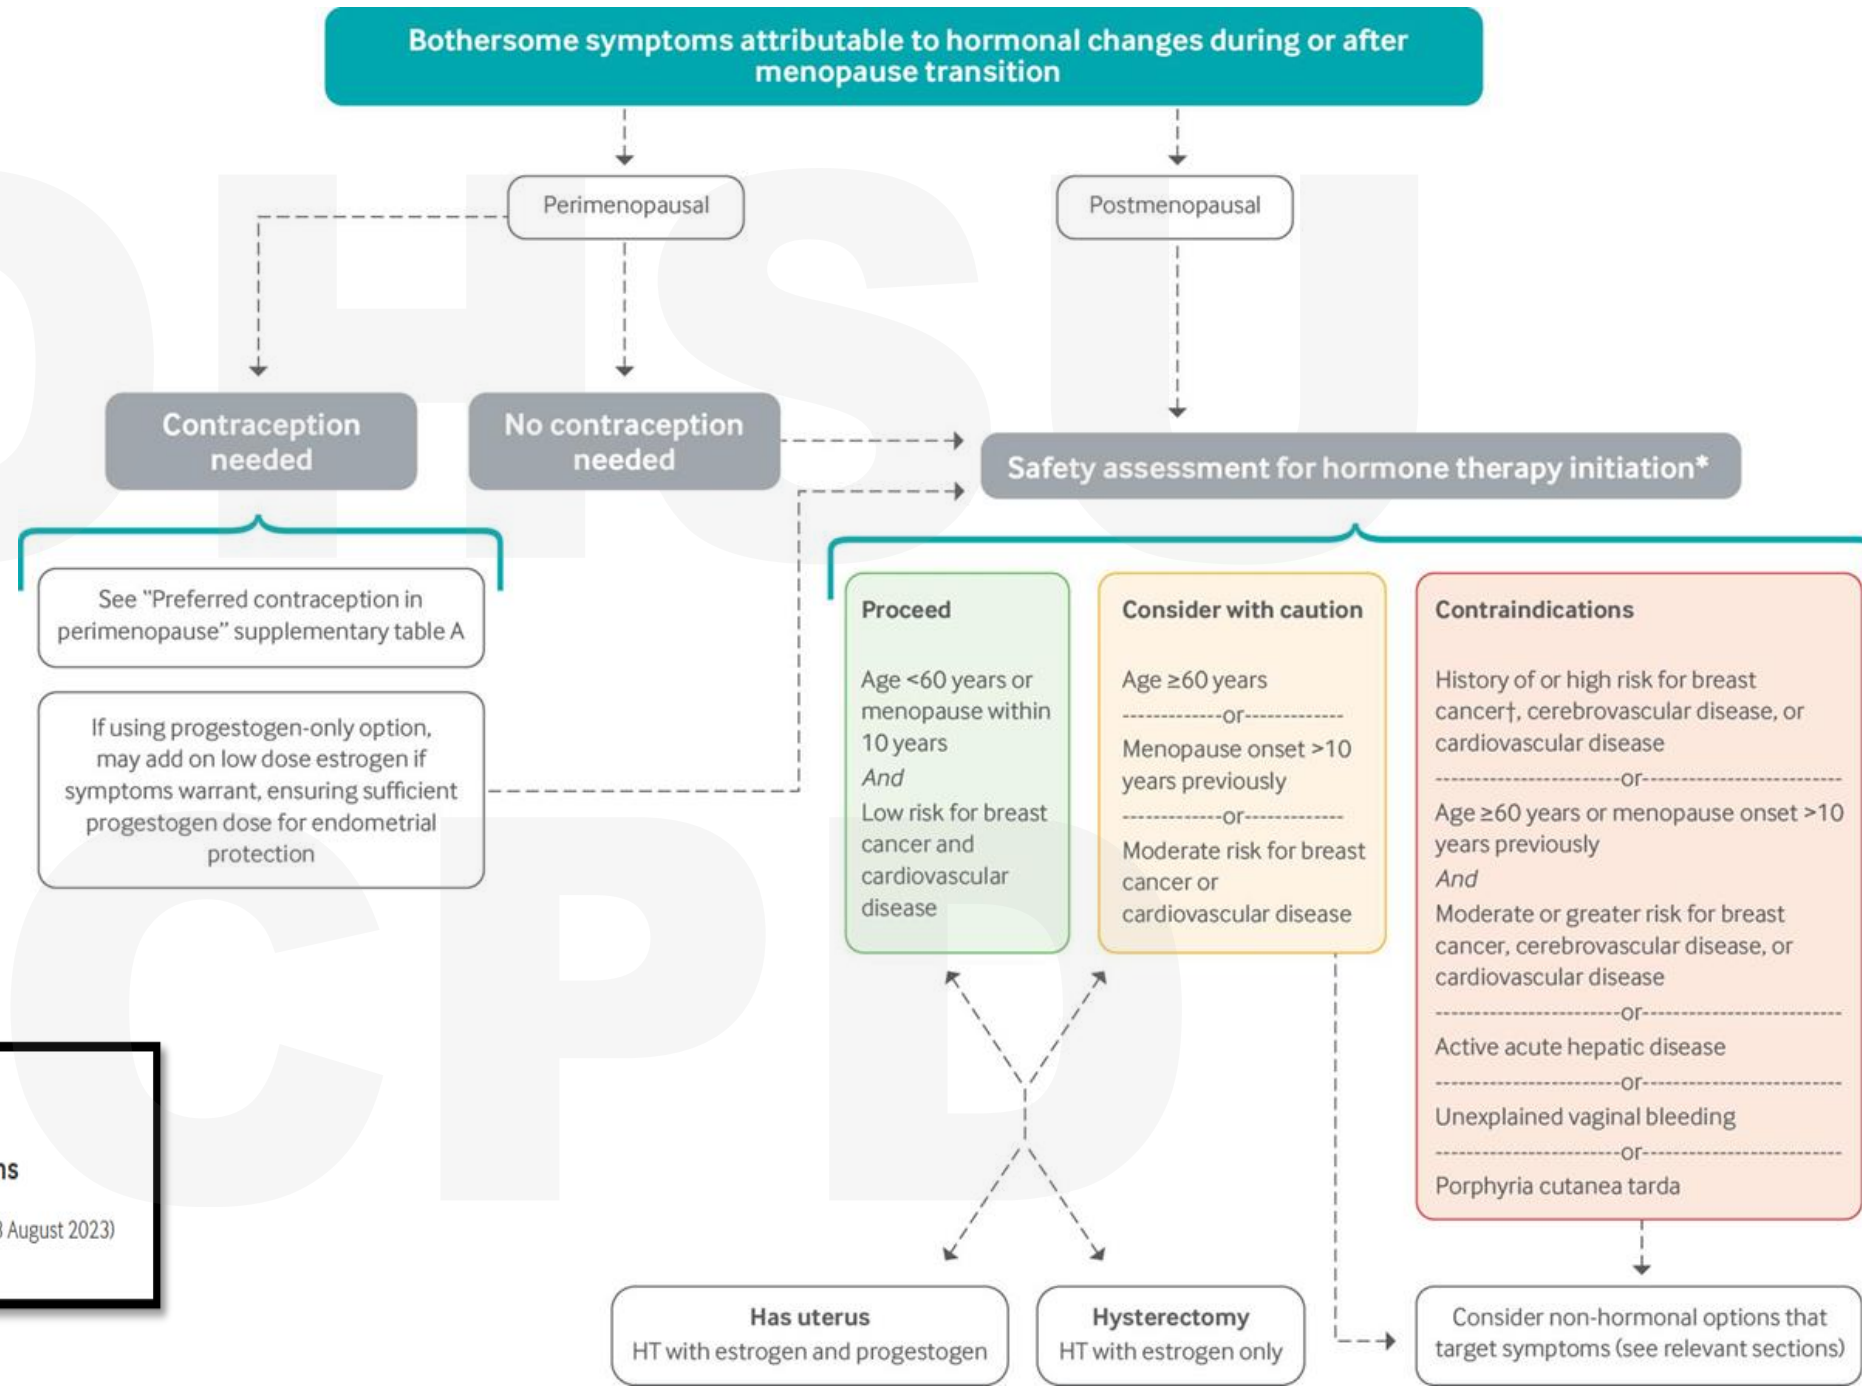 Bothersome symptoms attributable to hormonal changes during or after
menopause transition
Perimenopausal
Postmenopausal
Contraception
needed
No contraception
needed
Safety assessment for hormone therapy initiation*
See "Preferred contraception in
perimenopause" supplementary table A
If using progestogen-only option,
may add on low dose estrogen if
symptoms warrant, ensuring sufficient
progestogen dose for endometrial
protection
Proceed
Age <60 years or
menopause within
10 years
And
Low risk for breast
cancer and
cardiovascular
disease
Consider with caution
Age ≥60 years
-------------or-------------
Menopause onset >10
years previously
-------------or-------------
Moderate risk for breast
cancer or
cardiovascular disease
Contraindications
History of or high risk for breast
cancer†, cerebrovascular disease, or
cardiovascular disease
------------------------or------------------------
Age ≥60 years or menopause onset >10
years previously
And
Moderate or greater risk for breast
cancer, cerebrovascular disease, or
cardiovascular disease
------------------------or------------------------
Active acute hepatic disease
------------------------or------------------------
Unexplained vaginal bleeding
------------------------or------------------------
Porphyria cutanea tarda
Has uterus
HT with estrogen and progestogen
Hysterectomy
HT with estrogen only
Consider non-hormonal options that
target symptoms (see relevant sections)
August 2023)
OHSU
CPD